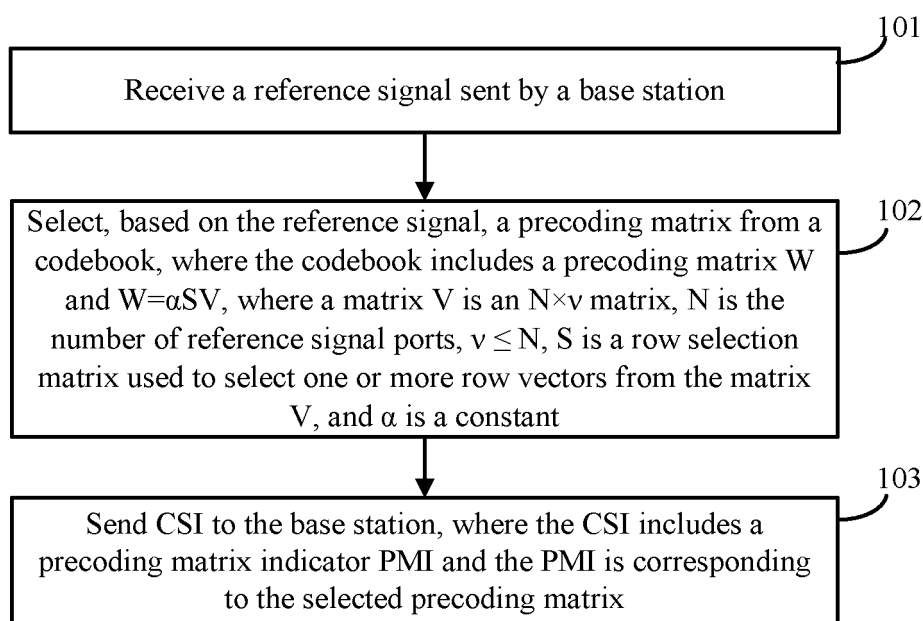 101
Receive a reference signal sent by a base station
102
Select, based on the reference signal, a precoding matrix from a
codebook, where the codebook includes a precoding matrix W
and W=αSV, where a matrix V is an N×ν matrix, N is the
number of reference signal ports, ν ≤ N, S is a row selection
matrix used to select one or more row vectors from the matrix
V, and α is a constant
103
Send CSI to the base station, where the CSI includes a
precoding matrix indicator PMI and the PMI is corresponding
to the selected precoding matrix